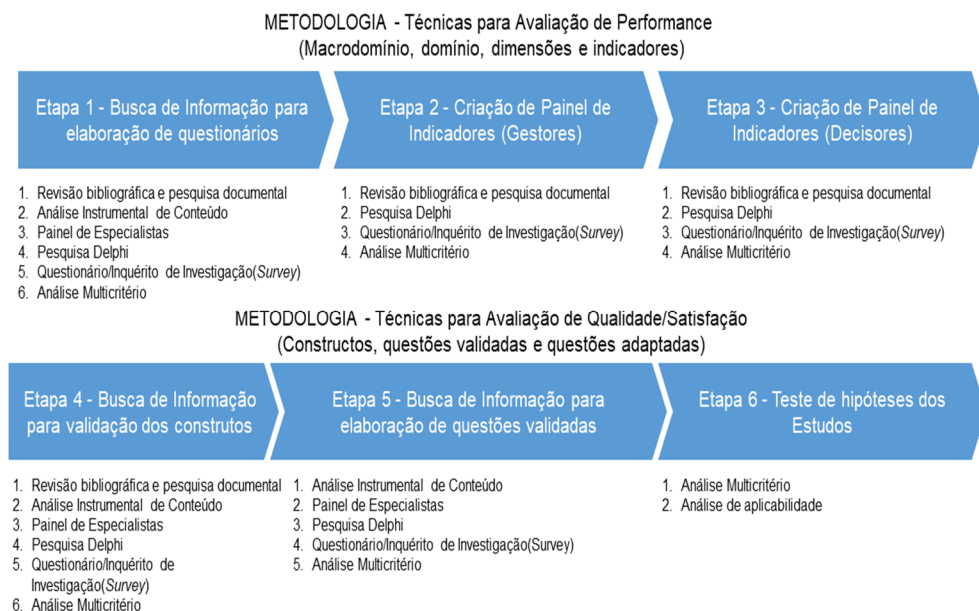 METODOLOGIA - Técnicas para Avaliação de Performance
(Macrodomínio, domínio, dimensões e indicadores)
Etapa 1 - Busca de Informação para
elaboração de questionários
Etapa 2 - Criação de Painel de
Indicadores (Gestores)
Etapa 3 - Criação de Painel de
Indicadores (Decisores)
1. Revisão bibliográfica e pesquisa documental
2. Análise Instrumental de Conteúdo
3. Painel de Especialistas
4. Pesquisa Delphi
5. Questionário/Inquérito de Investigação(Survey)
6. Análise Multicritério
1. Revisão bibliográfica e pesquisa documental
2. Pesquisa Delphi
3. Questionário/Inquérito de Investigação(Survey)
4. Análise Multicritério
1. Revisão bibliográfica e pesquisa documental
2. Pesquisa Delphi
3. Questionário/Inquérito de Investigação(Survey)
4. Análise Multicritério
METODOLOGIA - Técnicas para Avaliação de Qualidade/Satisfação
(Constructos, questões validadas e questões adaptadas)
Etapa 4 - Busca de Informação
para validação dos construtos
Etapa 5 - Busca de Informação para
elaboração de questões validadas
Etapa 6 - Teste de hipóteses dos
Estudos
1. Revisão bibliográfica e pesquisa documental
2. Análise Instrumental de Conteúdo
3. Painel de Especialistas
4. Pesquisa Delphi
5. Questionário/Inquérito de
Investigação(Survey)
6. Análise Multicritério
1. Análise Instrumental de Conteúdo
2. Painel de Especialistas
3. Pesquisa Delphi
4. Questionário/Inquérito de Investigação(Survey)
5. Análise Multicritério
1. Análise Multicritério
2. Análise de aplicabilidade